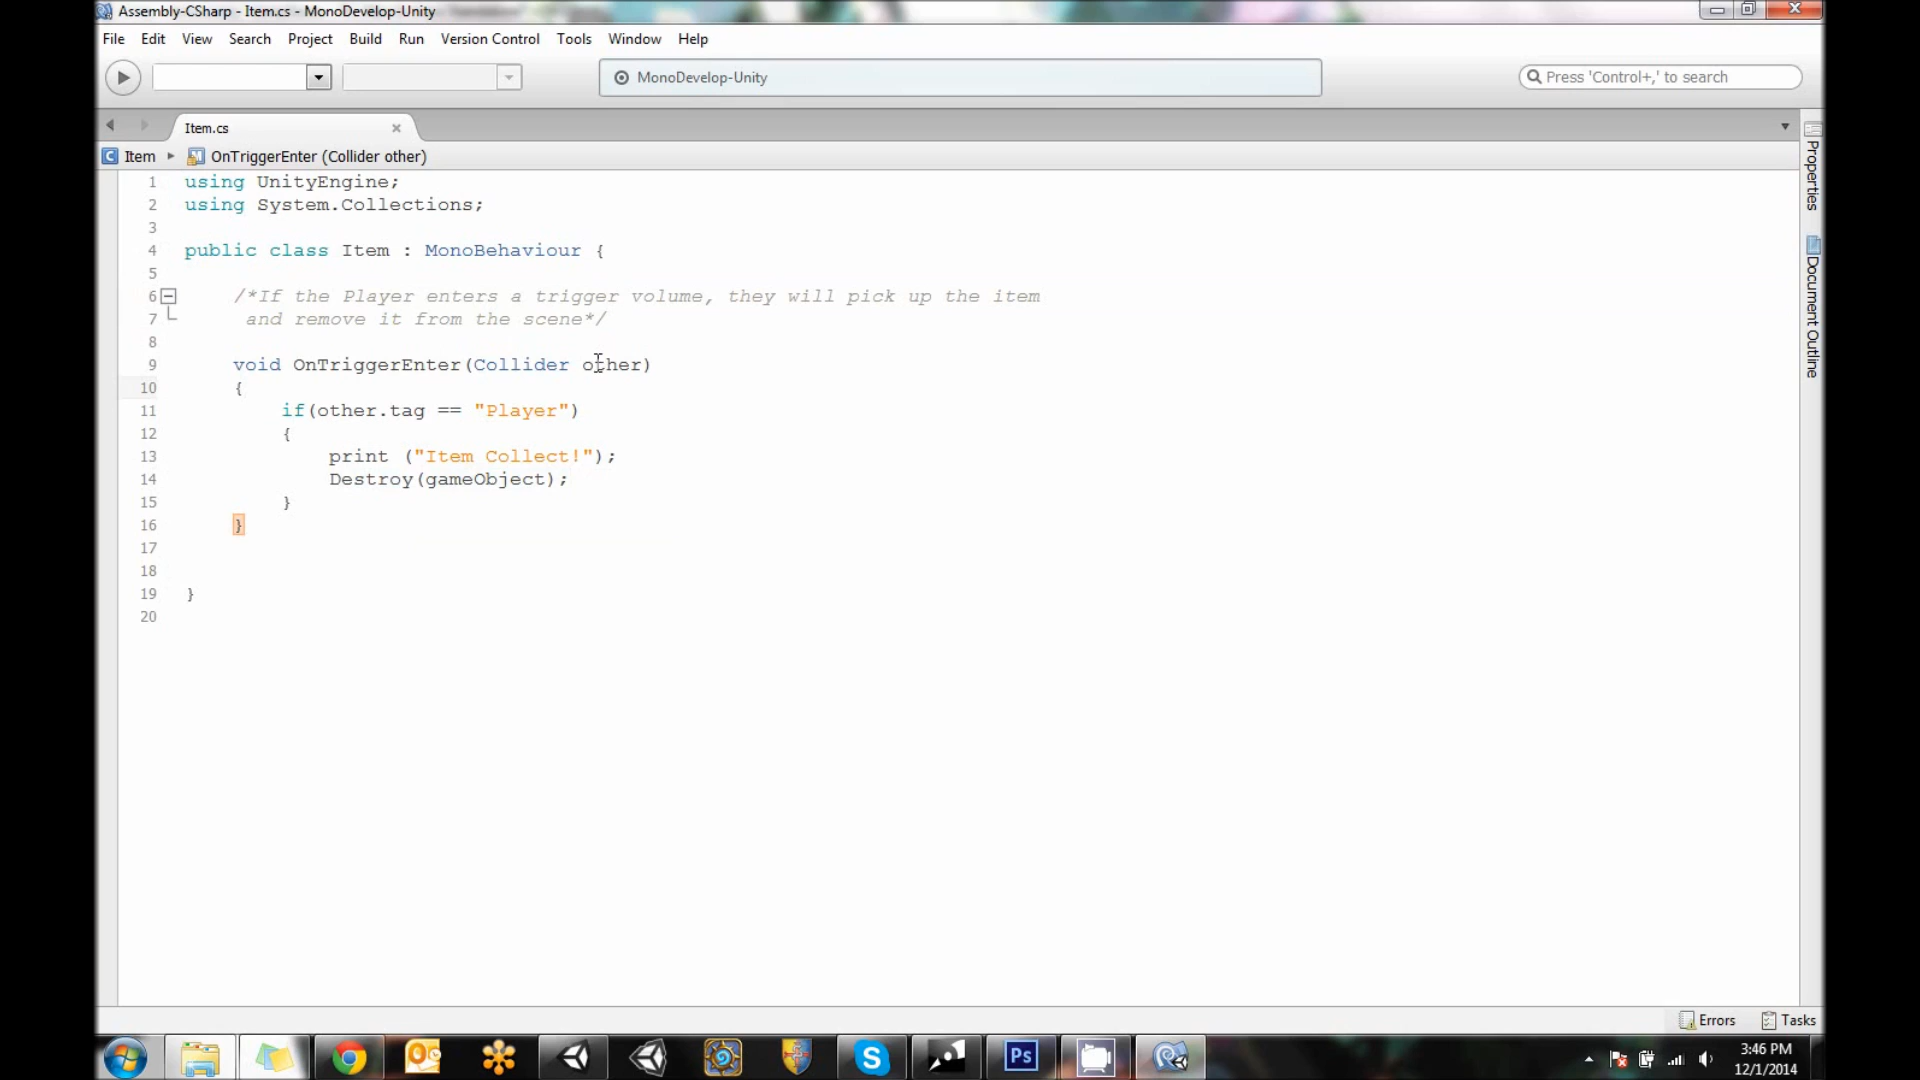 Assembly-CSharp - Item.cs - MonoDevelop-Unity
File Edit View Search Project Build Run Version Control Tools Window Help
MonoDevelop-Unity
Press 'Control+,' to search
Item.cs
Item OnTriggerEnter (Collider other)
1 using UnityEngine;
2 using System.Collections;
3
4 public class Item : MonoBehaviour {
5
6 /*If the Player enters a trigger volume, they will pick up the item
7 and remove it from the scene*/
8
9 void OnTriggerEnter(Collider other)
10 {
11 if(other.tag == "Player")
12 {
13 print ("Item Collect!");
14 Destroy(gameObject);
15 }
16 }
17
18
19 }
20
Properties
Document Outline
Errors Tasks
Ps
3:46 PM
12/1/2014